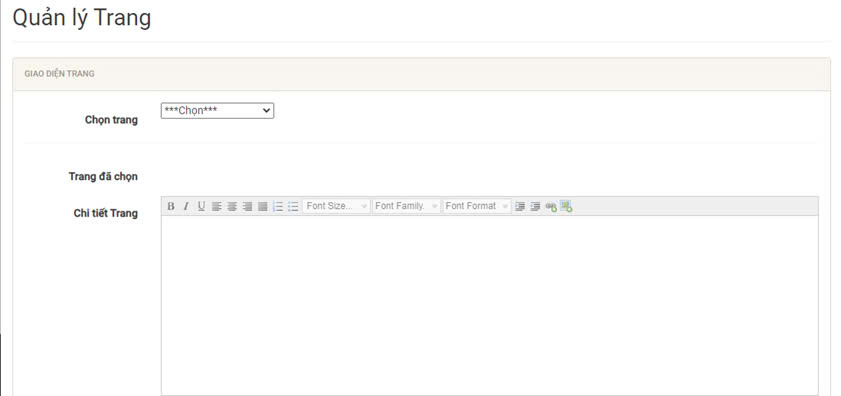 Quản lý Trang
GIAO DIỆN TRANG
Chọn trang
***Chọn***
Trang đã chọn
Chi tiết Trang
B I U Font Size... Font Family. Font Format